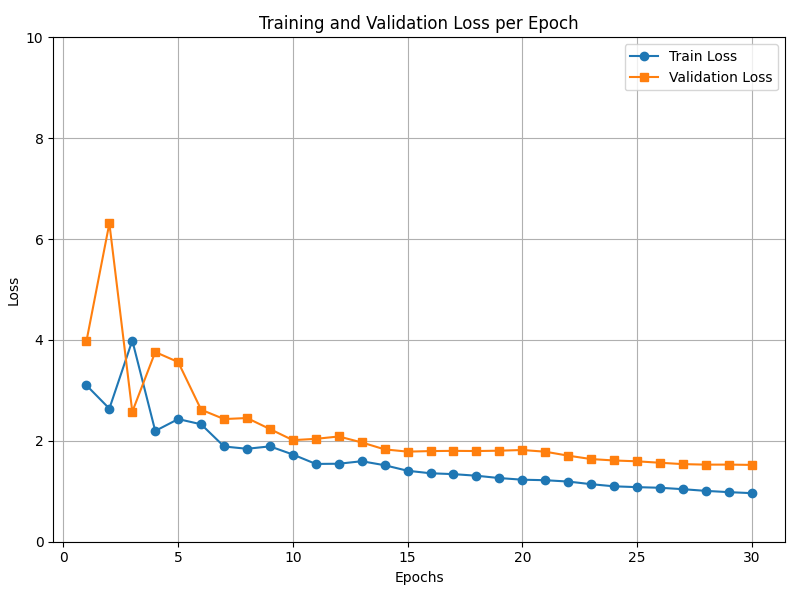 Training and Validation Loss per Epoch
Train Loss
Validation Loss
10
8
6
4
2
0
Loss
0 5 10 15 20 25 30
Epochs